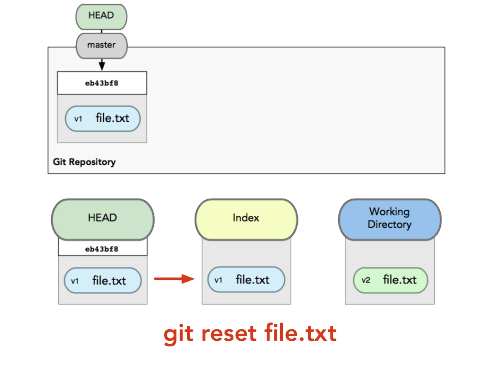 HEAD
master
eb43bf8
v1 file.txt
Git Repository
HEAD
Index
Working
Directory
eb43bf8
v1 file.txt
v1 file.txt
v2 file.txt
git reset file.txt